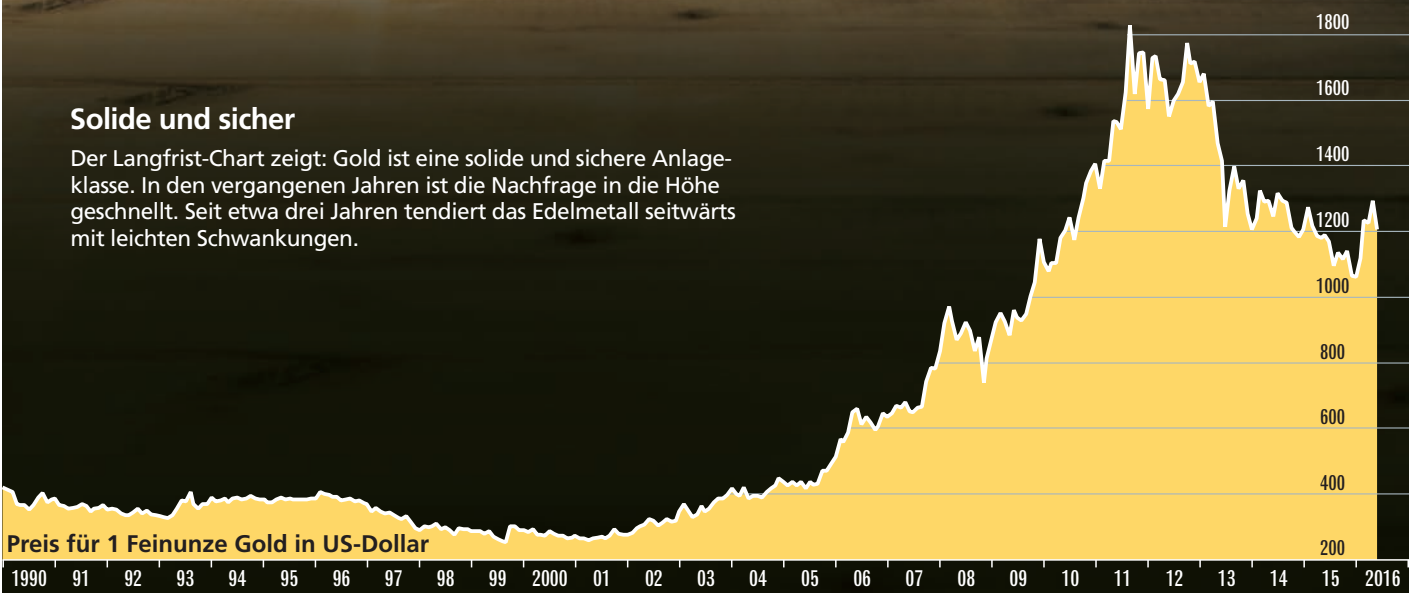 Solide und sicher
Der Langfrist-Chart zeigt: Gold ist eine solide und sichere Anlage-
klasse. In den vergangenen Jahren ist die Nachfrage in die Höhe
geschnellt. Seit etwa drei Jahren tendiert das Edelmetall seitwärts
mit leichten Schwankungen.
1800
1600
1400
1200
1000
800
600
400
200
Preis für 1 Feinunze Gold in US-Dollar
1990 91 92 93 94 95 96 97 98 99 2000 01 02 03 04 05 06 07 08 09 10 11 12 13 14 15 2016